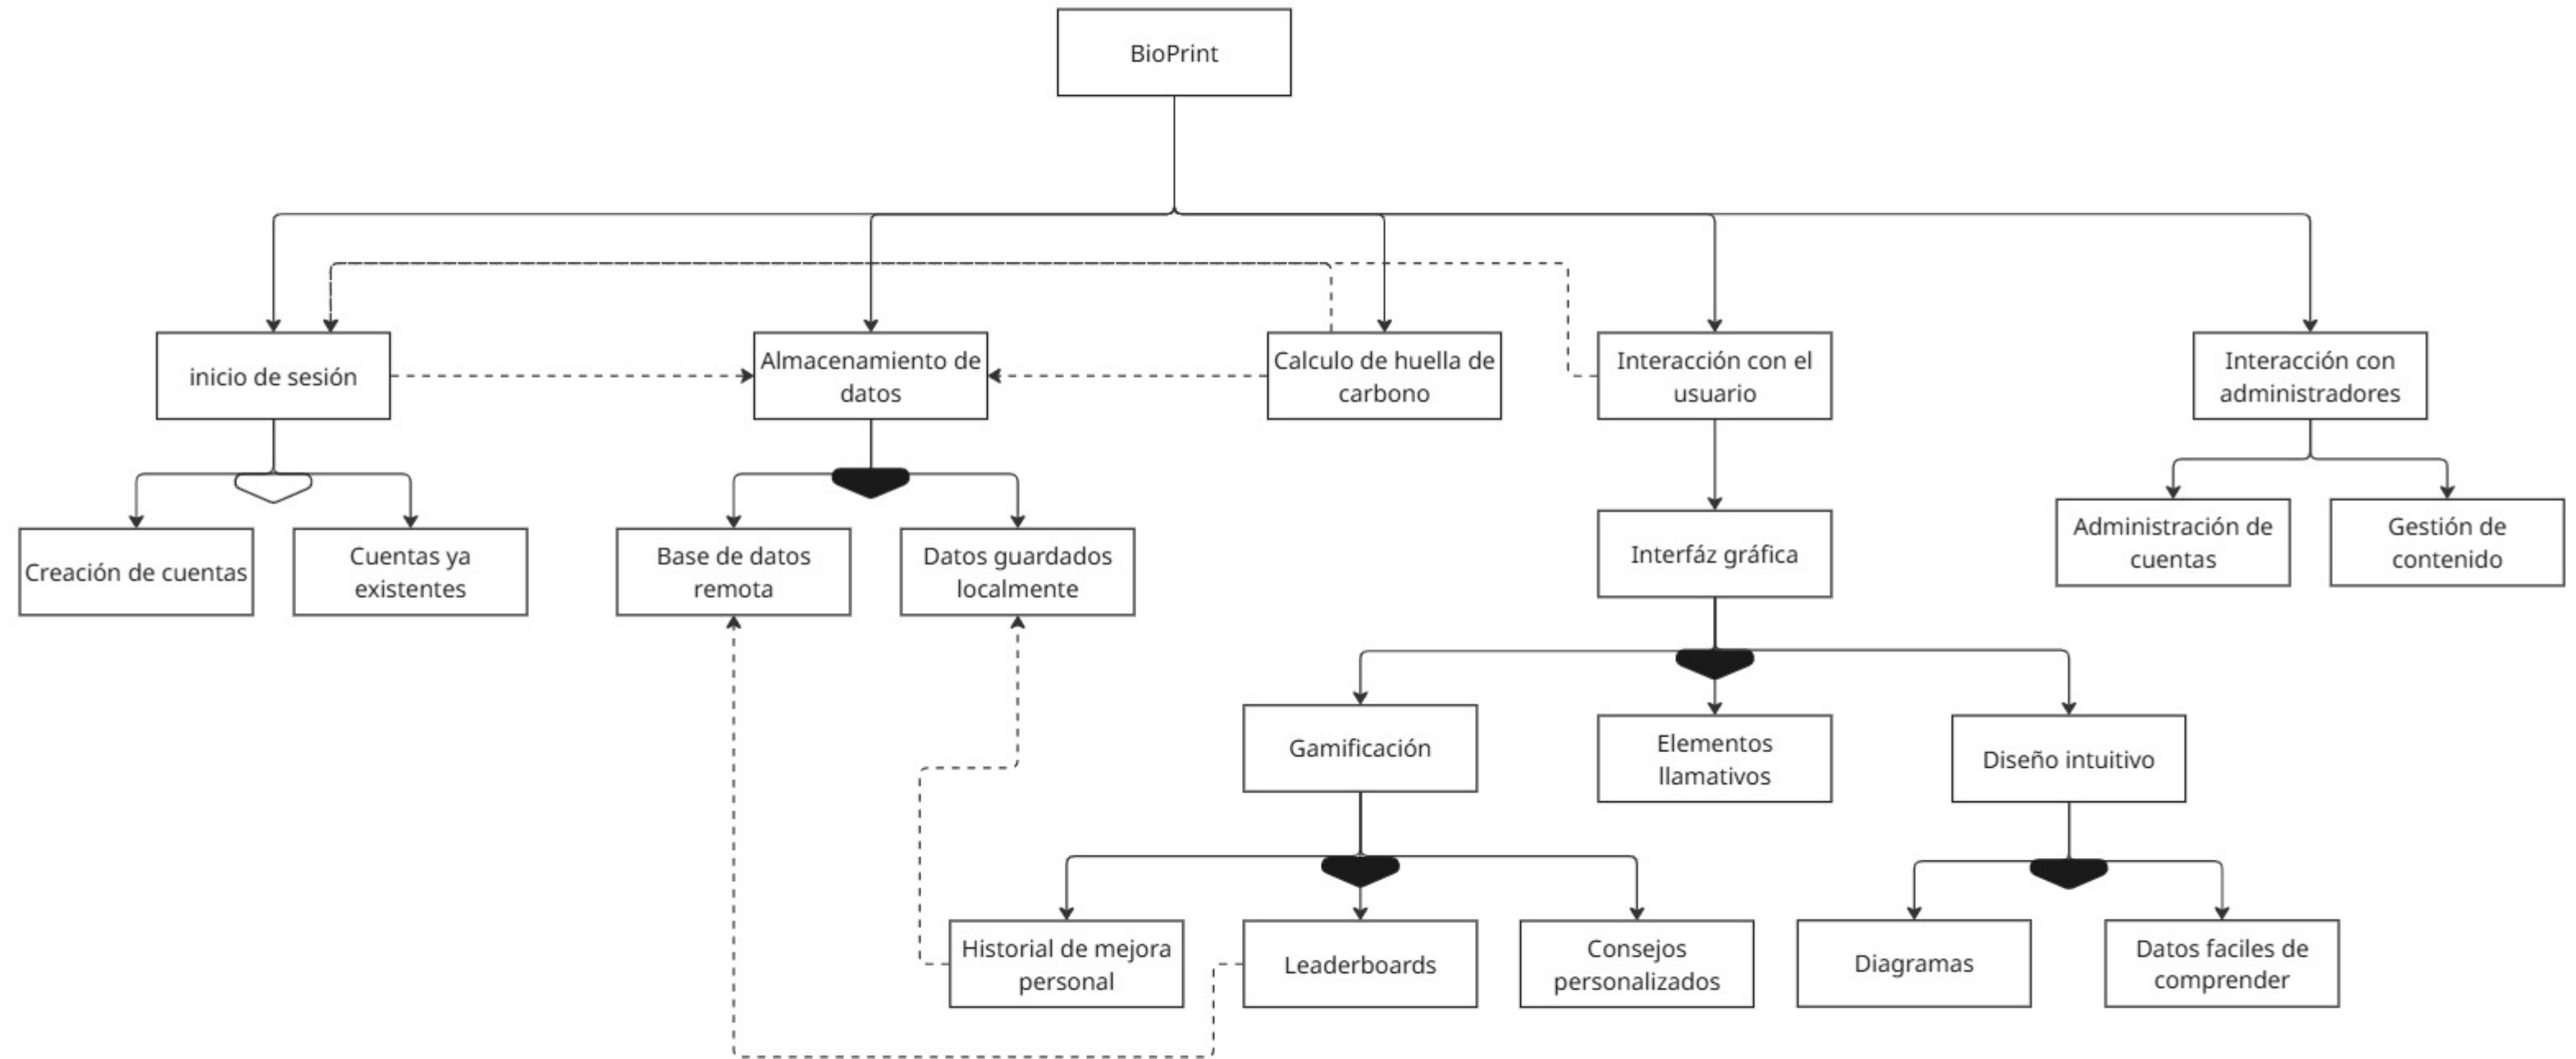 BioPrint
inicio de sesión
Almacenamiento de
datos
Calculo de huella de
carbono
Interacción con el
usuario
Interacción con
administradores
Creación de cuentas
Cuentas ya
existentes
Base de datos
remota
Datos guardados
localmente
Interfáz gráfica
Administración de
cuentas
Gestión de
contenido
Gamificación
Elementos
llamativos
Diseño intuitivo
Historial de mejora
personal
Leaderboards
Consejos
personalizados
Diagramas
Datos faciles de
comprender